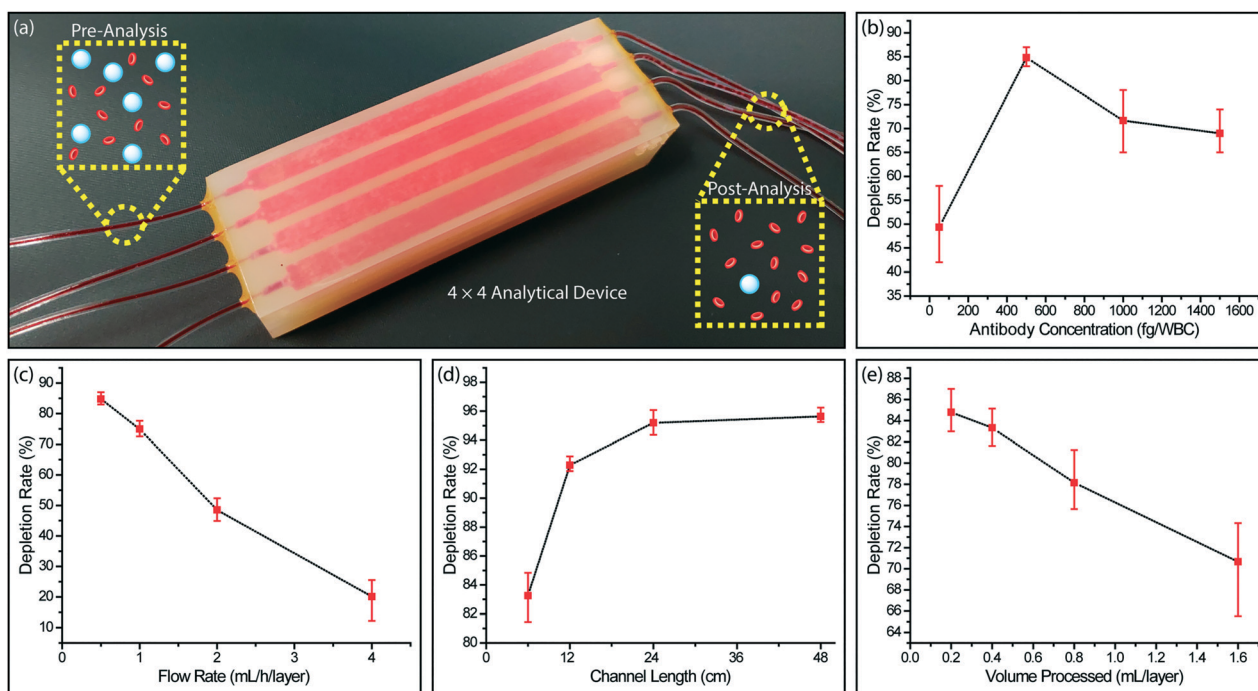 (a)
Pre-Analysis
Post-Analysis
4 × 4 Analytical Device
(b)
Depletion Rate (%)
90
85
80
75
70
65
60
55
50
45
40
35
0 200 400 600 800 1000 1200 1400 1600
Antibody Concentration (fg/WBC)
(c)
Depletion Rate (%)
90
80
70
60
50
40
30
20
10
0 1 2 3 4
Flow Rate (mL/h/layer)
(d)
Depletion Rate (%)
98
96
94
92
90
88
86
84
82
80
0 12 24 36 48
Channel Length (cm)
(e)
Depletion Rate (%)
88
86
84
82
80
78
76
74
72
70
68
66
64
0.0 0.2 0.4 0.6 0.8 1.0 1.2 1.4 1.6
Volume Processed (mL/layer)